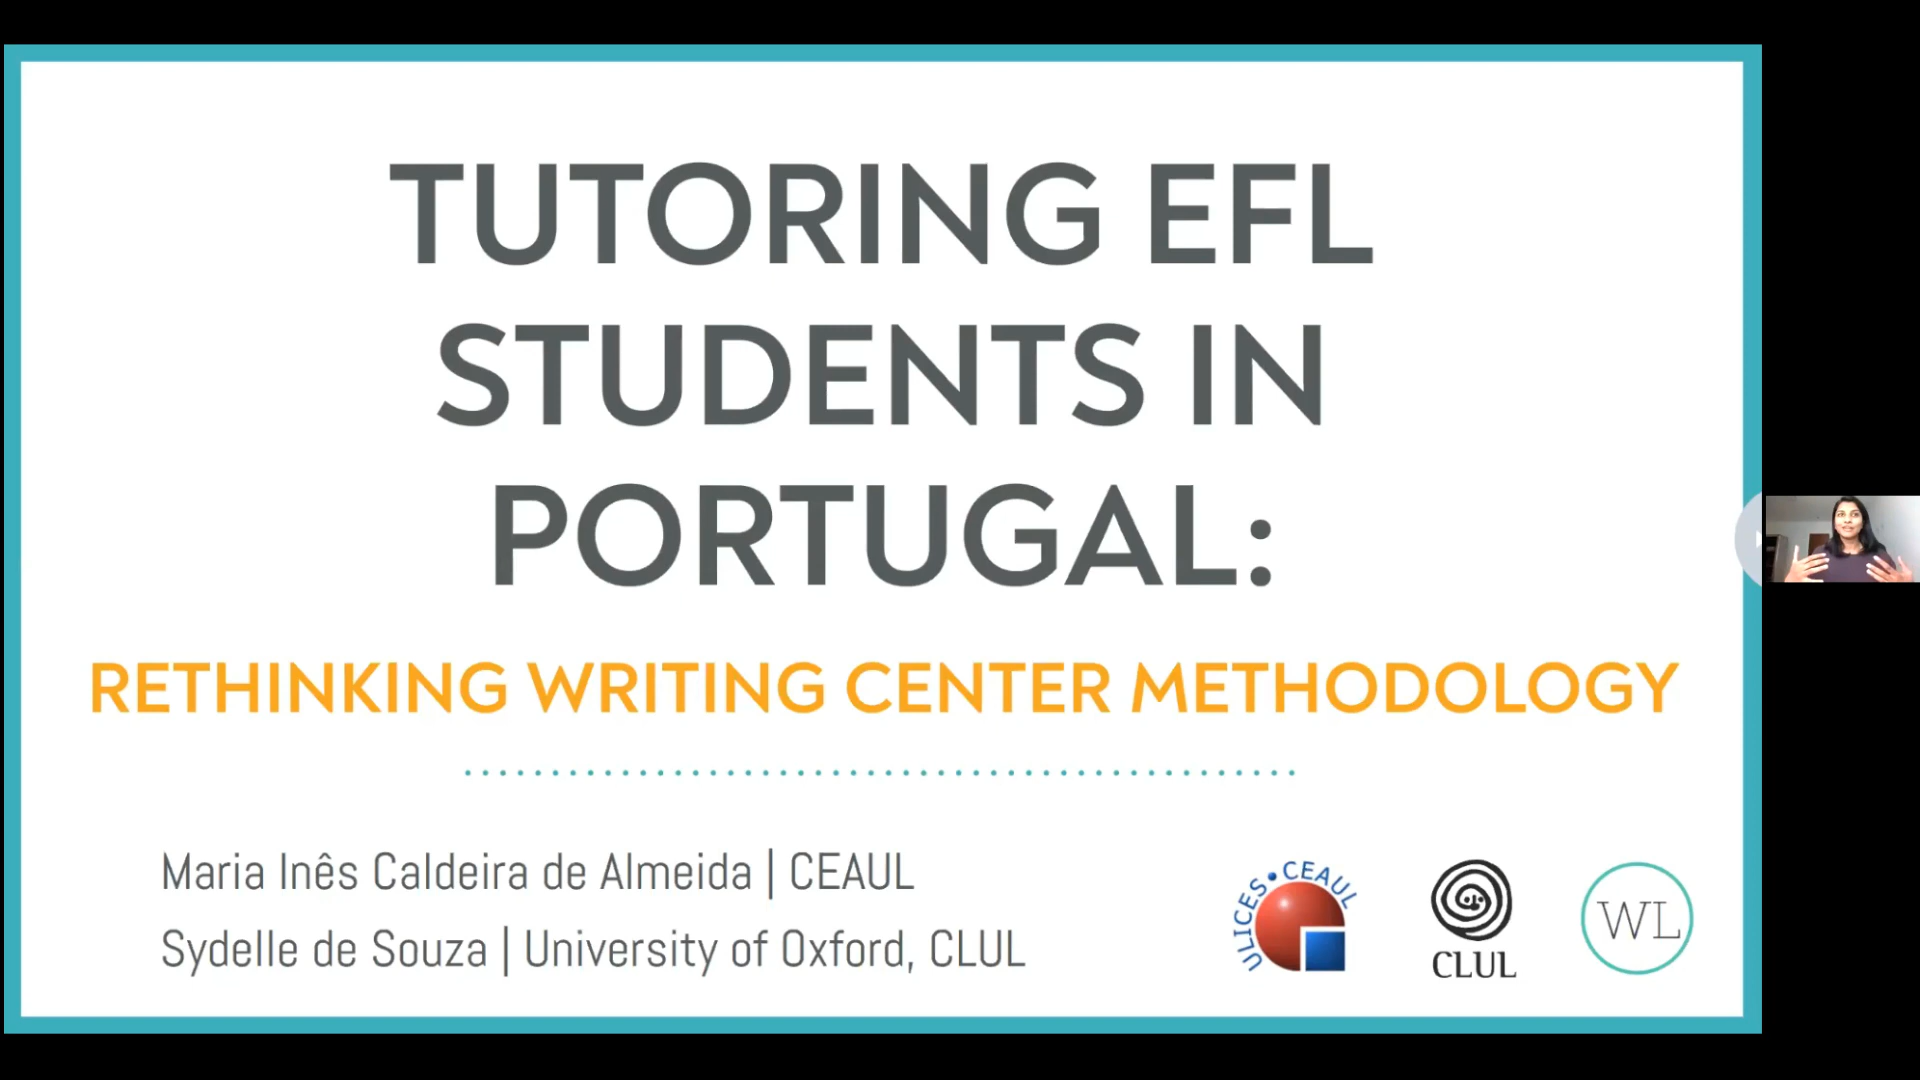 TUTORING EFL
STUDENTS IN
PORTUGAL:
RETHINKING WRITING CENTER METHODOLOGY
Maria Inês Caldeira de Almeida | CEAUL
Sydelle de Souza | University of Oxford, CLUL
ULICES • CEAUL
CLUL
WL